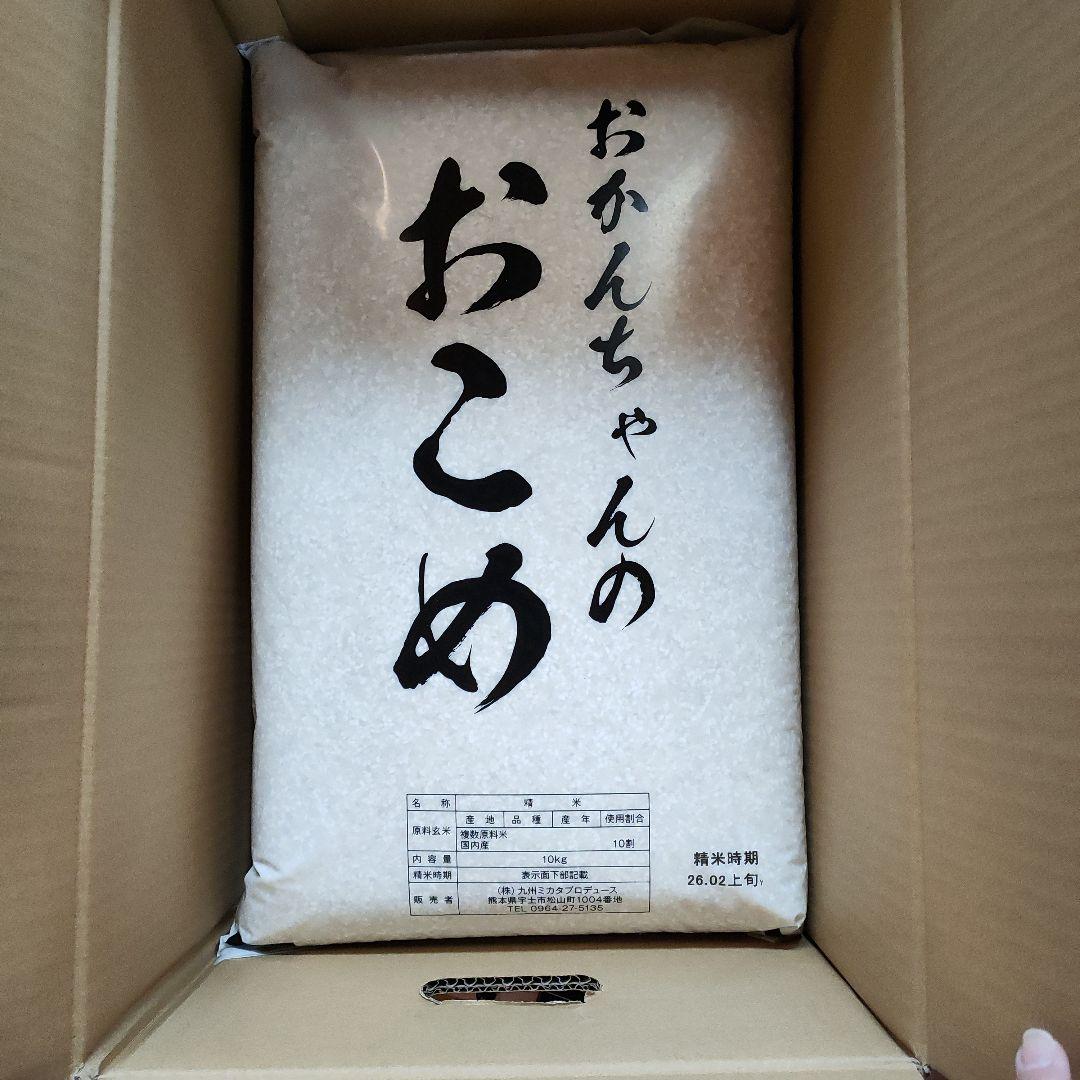 おかんちゃんの
おこめ
名称 精米
原料玄米 産地 品種 産年 使用割合
複数原料米
国内産 10割
内容量 10kg
精米時期 表示面下部記載
販売者 (株)九州ミカタプロデュース
熊本県宇土市松山町1004番地
TEL 0964-27-5135
精米時期
26.02上旬Y